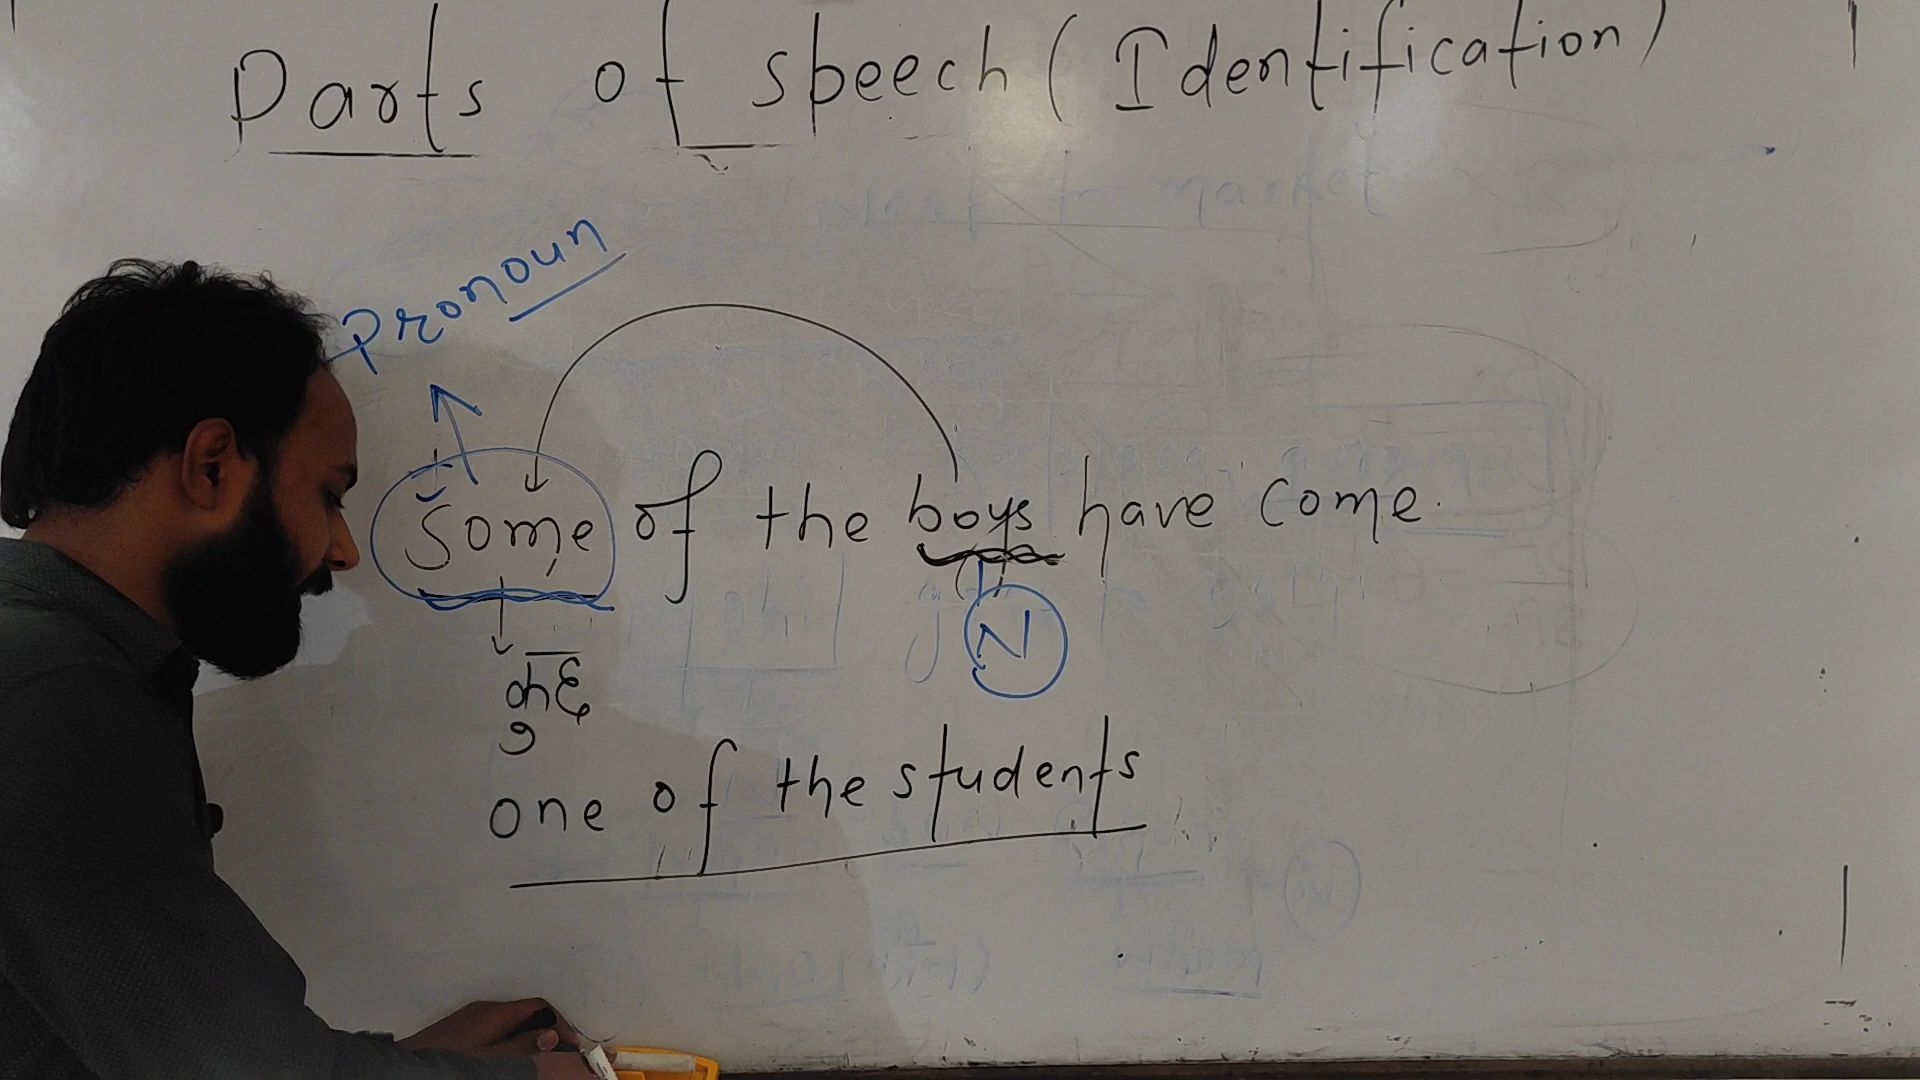 Parts of speech (Identification)
Pronoun
Some of the boys have come.
N
कुछ
one of the students